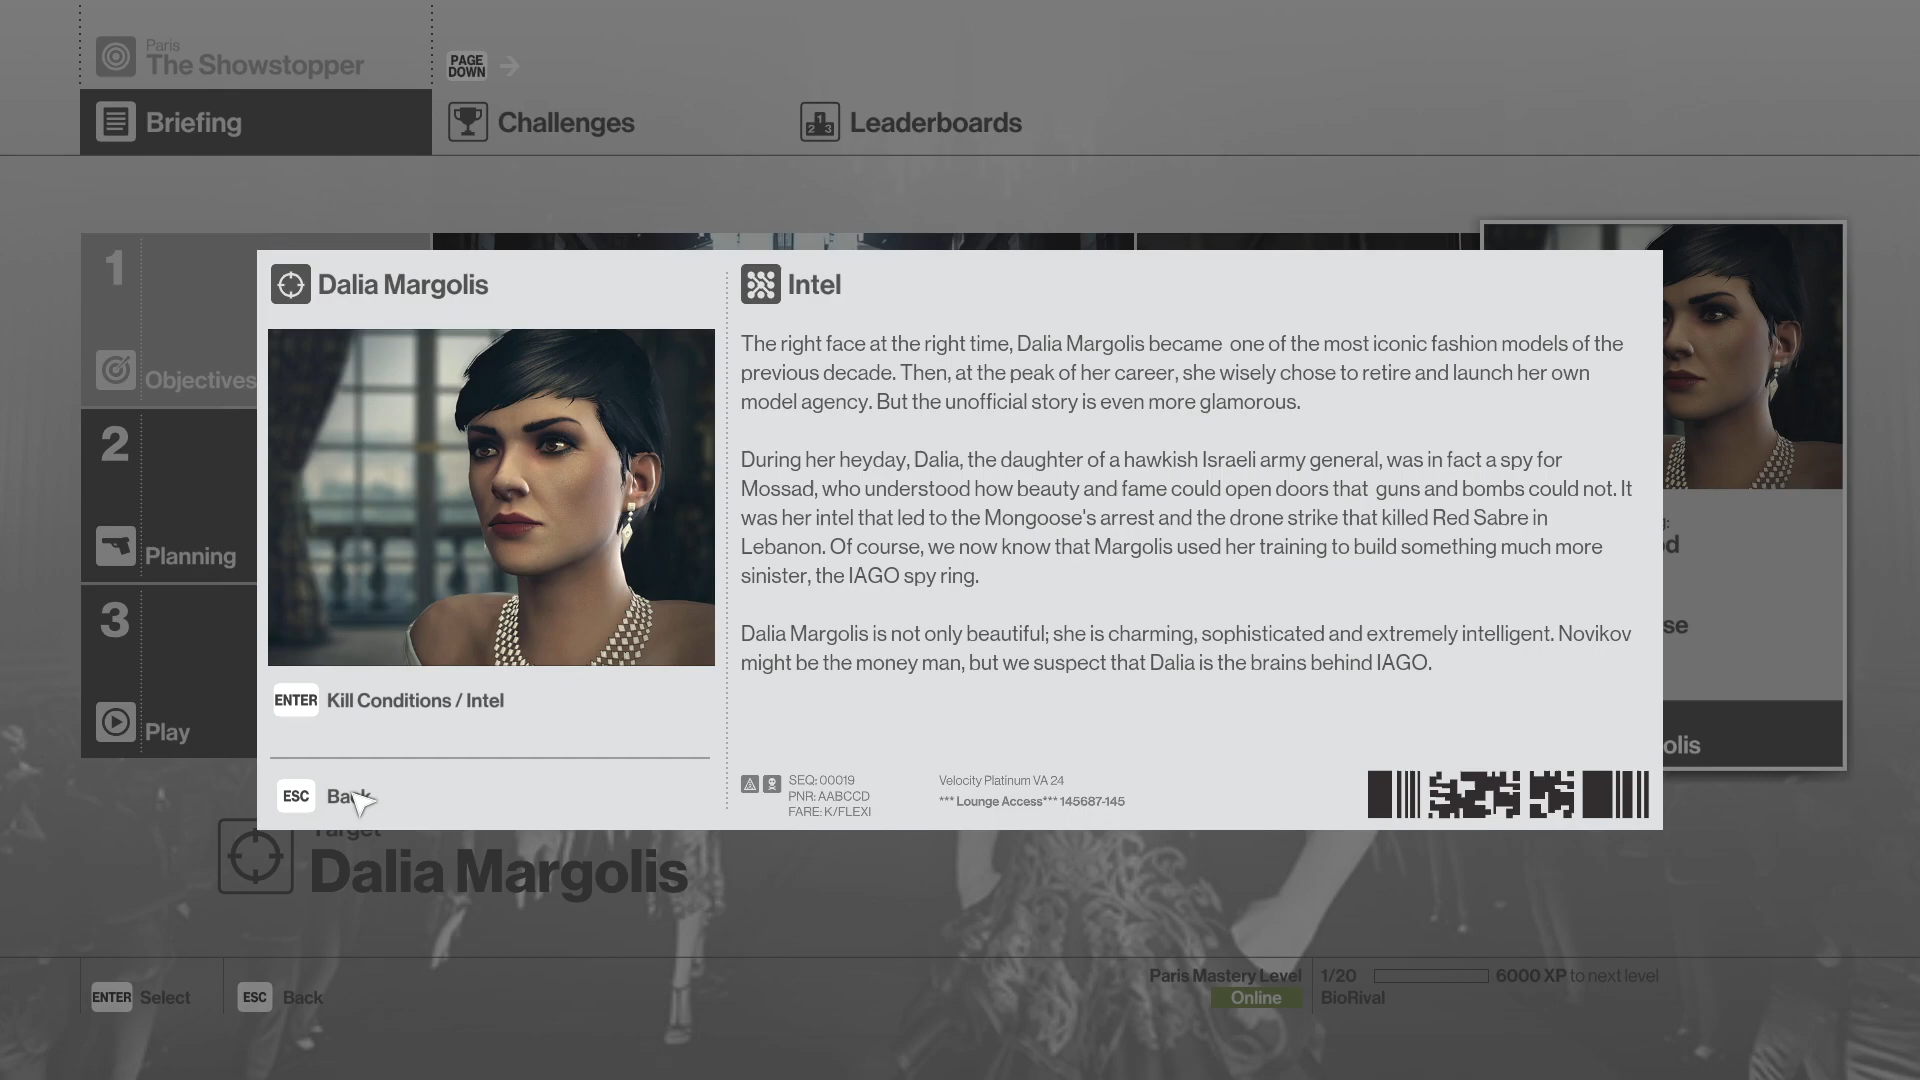 Paris
The Showstopper
PAGE DOWN
Briefing
Challenges
Leaderboards
1
Objectives
2
Planning
3
Play
Dalia Margolis
ENTER Kill Conditions / Intel
ESC Back
Intel
The right face at the right time, Dalia Margolis became one of the most iconic fashion models of the
previous decade. Then, at the peak of her career, she wisely chose to retire and launch her own
model agency. But the unofficial story is even more glamorous.
During her heyday, Dalia, the daughter of a hawkish Israeli army general, was in fact a spy for
Mossad, who understood how beauty and fame could open doors that guns and bombs could not. It
was her intel that led to the Mongoose's arrest and the drone strike that killed Red Sabre in
Lebanon. Of course, we now know that Margolis used her training to build something much more
sinister, the IAGO spy ring.
Dalia Margolis is not only beautiful; she is charming, sophisticated and extremely intelligent. Novikov
might be the money man, but we suspect that Dalia is the brains behind IAGO.
SEQ: 00019
PNR: AABCCD
FARE: K/FLEXI
Velocity Platinum VA 24
*** Lounge Access*** 145687-145
olis
Target
Dalia Margolis
ENTER Select
ESC Back
Paris Mastery Level 1/20 6000 XP to next level
Online BioRival